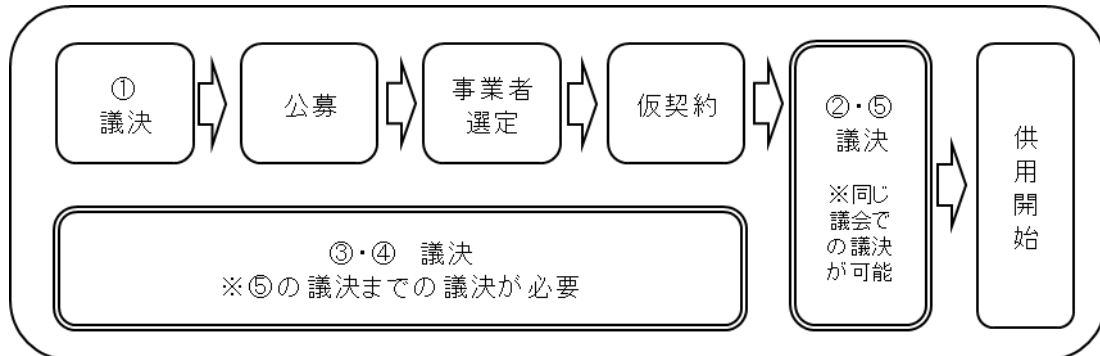 ①
議決
公募
事業者
選定
仮契約
②・⑤
議決
※同じ
議会で
の議決
が可能
供
用
開
始
③・④ 議決
※⑤の議決までの議決が必要